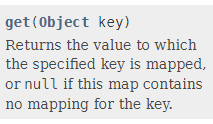 get(Object key)
Returns the value to which
the specified key is mapped,
or null if this map contains
no mapping for the key.